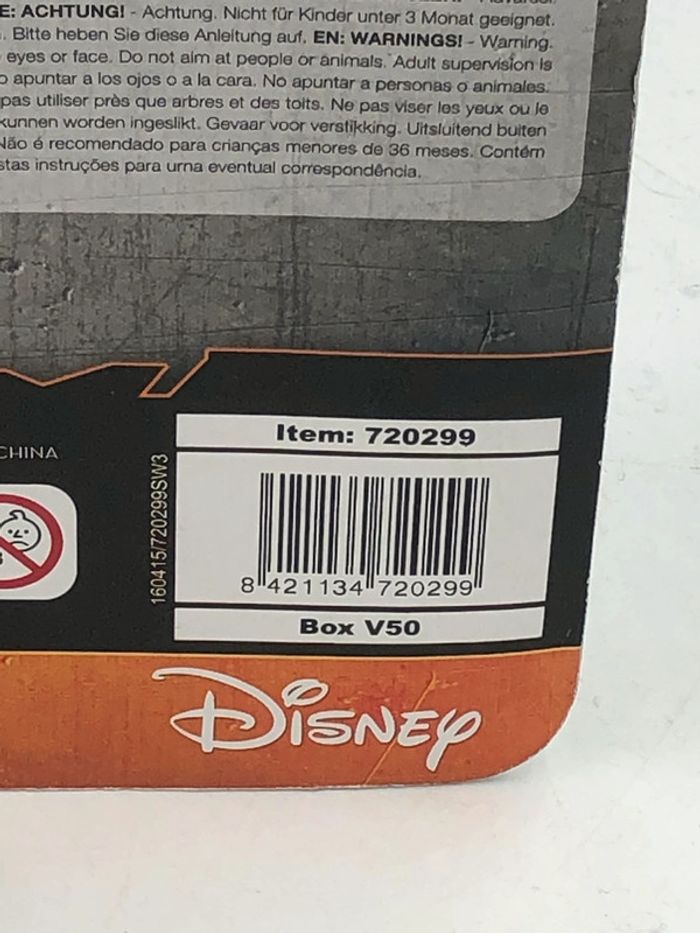 E: ACHTUNG! - Achtung. Nicht für Kinder unter 3 Monat geeignet.
. Bitte heben Sie diese Anleitung auf. EN: WARNINGS! - Warning.
eyes or face. Do not aim at people or animals. Adult supervision is
o apuntar a los ojos o a la cara. No apuntar a personas o animales.
pas utiliser près que arbres et des toits. Ne pas viser les yeux ou le
kunnen worden ingeslikt. Gevaar voor verstijkking. Uitsluitend buiten
Não é recomendado para crianças menores de 36 meses. Contém
stas instruções para urna eventual correspondência.
CHINA
160415/720299SW3
Item: 720299
8 421134 720299
Box V50
Disney